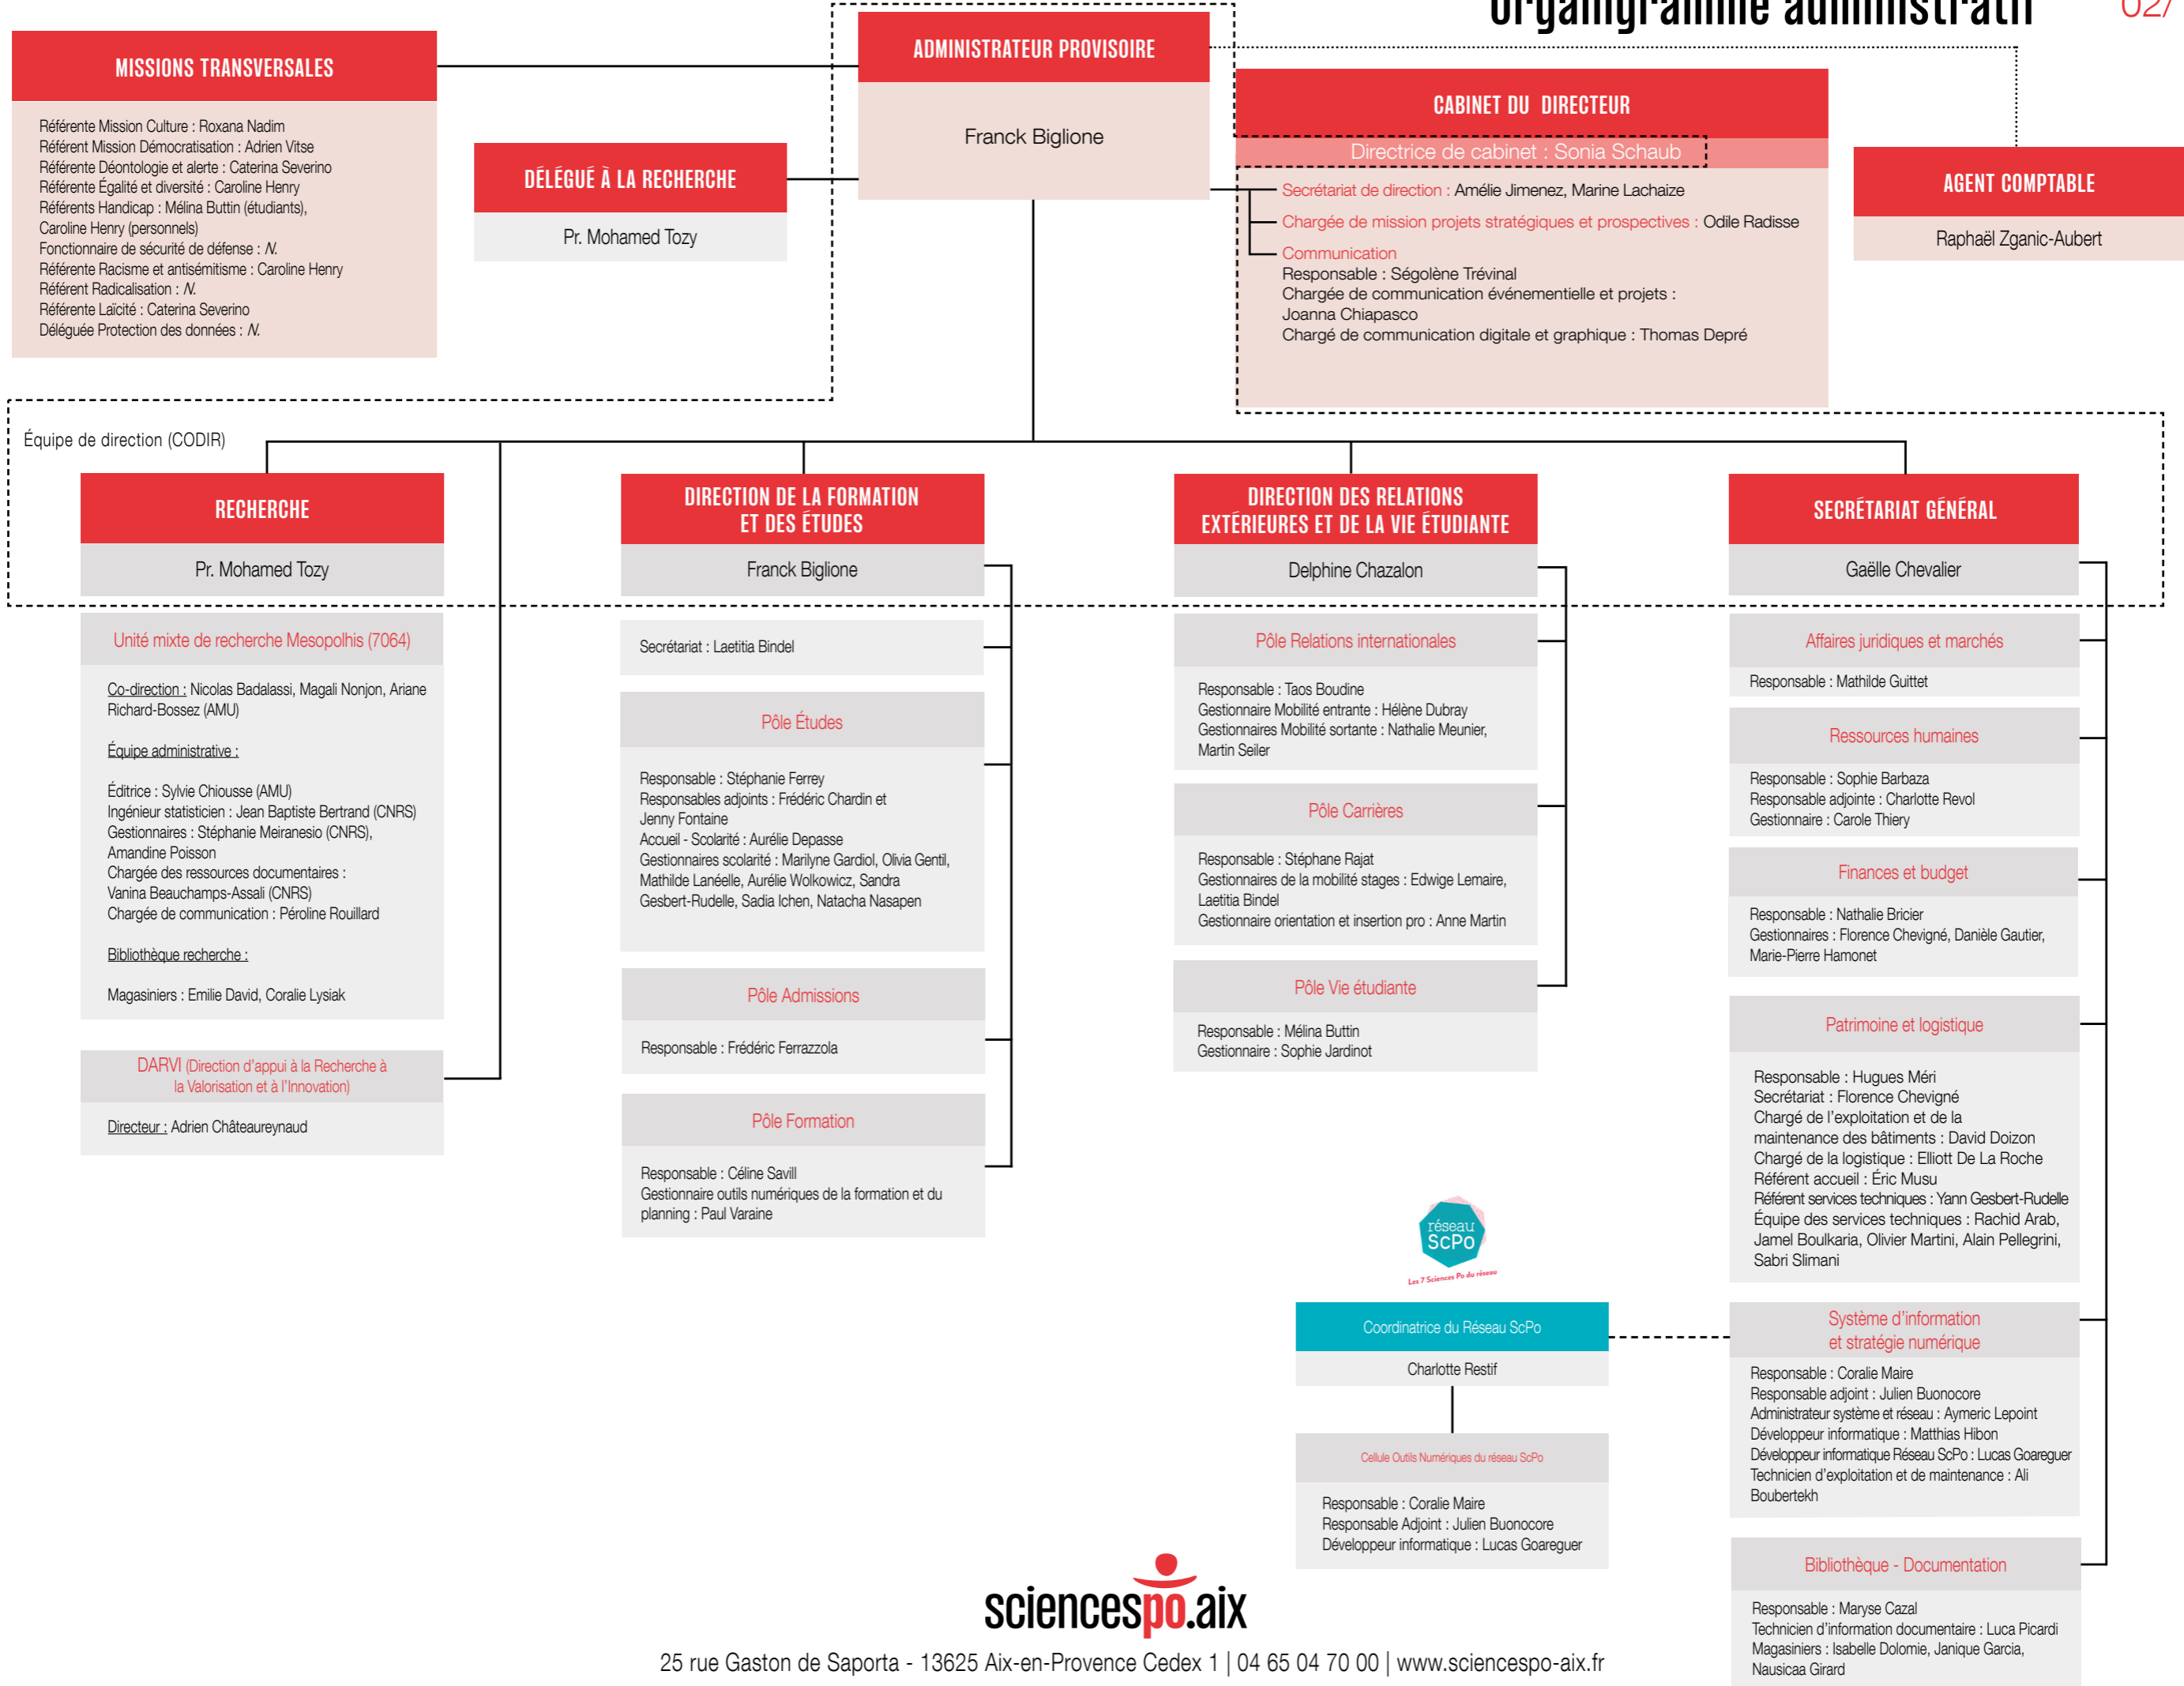 organigramme administratif
02/
MISSIONS TRANSVERSALES
Référente Mission Culture : Roxana Nadim
Référent Mission Démocratisation : Adrien Vitse
Référente Déontologie et alerte : Caterina Severino
Référente Égalité et diversité : Caroline Henry
Référents Handicap : Mélina Buttin (étudiants),
Caroline Henry (personnels)
Fonctionnaire de sécurité de défense : N.
Référente Racisme et antisémitisme : Caroline Henry
Référent Radicalisation : N.
Référente Laïcité : Caterina Severino
Déléguée Protection des données : N.
DÉLÉGUÉ À LA RECHERCHE
Pr. Mohamed Tozy
ADMINISTRATEUR PROVISOIRE
Franck Biglione
CABINET DU DIRECTEUR
Directrice de cabinet : Sonia Schaub
Secrétariat de direction : Amélie Jimenez, Marine Lachaize
Chargée de mission projets stratégiques et prospectives : Odile Radisse
Communication
Responsable : Ségolène Trévinal
Chargée de communication événementielle et projets :
Joanna Chiapasco
Chargé de communication digitale et graphique : Thomas Depré
AGENT COMPTABLE
Raphaël Zganic-Aubert
Équipe de direction (CODIR)
RECHERCHE
Pr. Mohamed Tozy
Unité mixte de recherche Mesopolhis (7064)
Co-direction : Nicolas Badalassi, Magali Nonjon, Ariane
Richard-Bossez (AMU)
Équipe administrative :
Éditrice : Sylvie Chiousse (AMU)
Ingénieur statisticien : Jean Baptiste Bertrand (CNRS)
Gestionnaires : Stéphanie Meiranesio (CNRS),
Amandine Poisson
Chargée des ressources documentaires :
Vanina Beauchamps-Assali (CNRS)
Chargée de communication : Péroline Rouillard
Bibliothèque recherche :
Magasiniers : Emilie David, Coralie Lysiak
DARVI (Direction d'appui à la Recherche à
la Valorisation et à l'Innovation)
Directeur : Adrien Châteaureynaud
DIRECTION DE LA FORMATION
ET DES ÉTUDES
Franck Biglione
Secrétariat : Laetitia Bindel
Pôle Études
Responsable : Stéphanie Ferrey
Responsables adjoints : Frédéric Chardin et
Jenny Fontaine
Accueil - Scolarité : Aurélie Depasse
Gestionnaires scolarité : Marilyne Gardiol, Olivia Gentil,
Mathilde Lanéelle, Aurélie Wolkowicz, Sandra
Gesbert-Rudelle, Sadia Ichen, Natacha Nasapen
Pôle Admissions
Responsable : Frédéric Ferrazzola
Pôle Formation
Responsable : Céline Savill
Gestionnaire outils numériques de la formation et du
planning : Paul Varaine
DIRECTION DES RELATIONS
EXTÉRIEURES ET DE LA VIE ÉTUDIANTE
Delphine Chazalon
Pôle Relations internationales
Responsable : Taos Boudine
Gestionnaire Mobilité entrante : Hélène Dubray
Gestionnaires Mobilité sortante : Nathalie Meunier,
Martin Seiler
Pôle Carrières
Responsable : Stéphane Rajat
Gestionnaires de la mobilité stages : Edwige Lemaire,
Laetitia Bindel
Gestionnaire orientation et insertion pro : Anne Martin
Pôle Vie étudiante
Responsable : Mélina Buttin
Gestionnaire : Sophie Jardinot
SECRÉTARIAT GÉNÉRAL
Gaëlle Chevalier
Affaires juridiques et marchés
Responsable : Mathilde Guittet
Ressources humaines
Responsable : Sophie Barbaza
Responsable adjointe : Charlotte Revol
Gestionnaire : Carole Thiery
Finances et budget
Responsable : Nathalie Bricier
Gestionnaires : Florence Chevigné, Danièle Gautier,
Marie-Pierre Hamonet
Patrimoine et logistique
Responsable : Hugues Méri
Secrétariat : Florence Chevigné
Chargé de l'exploitation et de la
maintenance des bâtiments : David Doizon
Chargé de la logistique : Elliott De La Roche
Référent accueil : Éric Musu
Référent services techniques : Yann Gesbert-Rudelle
Équipe des services techniques : Rachid Arab,
Jamel Boulkaria, Olivier Martini, Alain Pellegrini,
Sabri Slimani
Système d'information
et stratégie numérique
Responsable : Coralie Maire
Responsable adjoint : Julien Buonocore
Administrateur système et réseau : Aymeric Lepoint
Développeur informatique : Matthias Hibon
Développeur informatique Réseau ScPo : Lucas Goareguer
Technicien d'exploitation et de maintenance : Ali
Boubertekh
Bibliothèque - Documentation
Responsable : Maryse Cazal
Technicien d'information documentaire : Luca Picardi
Magasiniers : Isabelle Dolomie, Janique Garcia,
Nausicaa Girard
réseau
ScPo
Les 7 Sciences Po du réseau
Coordinatrice du Réseau ScPo
Charlotte Restif
Cellule Outils Numériques du réseau ScPo
Responsable : Coralie Maire
Responsable Adjoint : Julien Buonocore
Développeur informatique : Lucas Goareguer
sciencespo.aix
25 rue Gaston de Saporta - 13625 Aix-en-Provence Cedex 1 | 04 65 04 70 00 | www.sciencespo-aix.fr